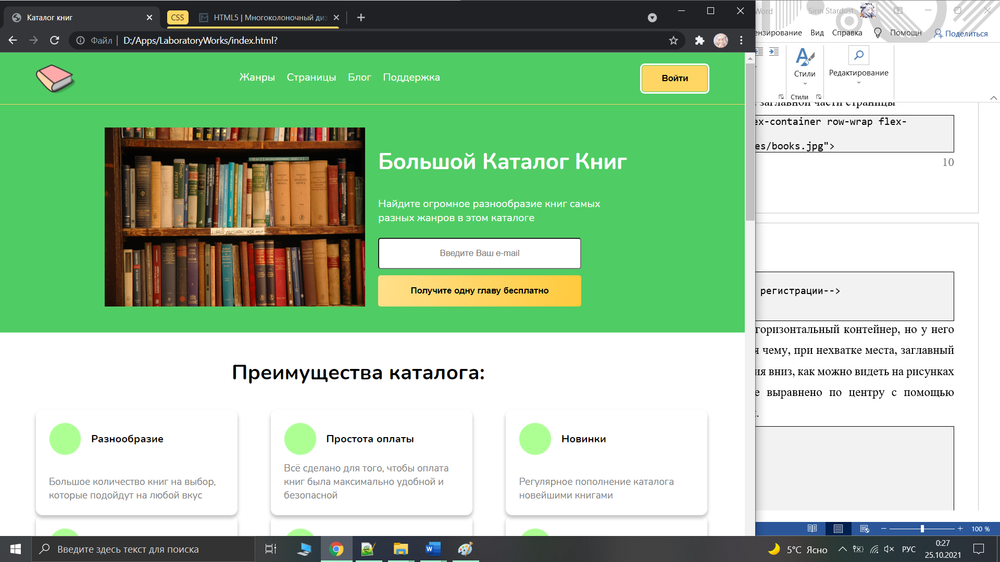 Каталог книг
CSS
HTML5 | Многоколоночный диз
Файл
D:/Apps/LaboratoryWorks/index.html?
Жанры
Страницы
Блог
Поддержка
Войти
Большой Каталог Книг
Найдите огромное разнообразие книг самых
разных жанров в этом каталоге
Введите Ваш e-mail
Получите одну главу бесплатно
Преимущества каталога:
Разнообразие
Большое количество книг на выбор,
которые подойдут на любой вкус
Простота оплаты
Всё сделано для того, чтобы оплата
книг была максимально удобной и
безопасной
Новинки
Регулярное пополнение каталога
новейшими книгами
Word
Sirin Stardust
ензирование
Вид
Справка
Помощн
Поделиться
Стили
Редактирование
Стили
заглавной части страницы
ex-container row-wrap flex-
es/books.jpg">
10
регистрации-->
горизонтальный контейнер, но у него
я чему, при нехватке места, заглавный
ия вниз, как можно видеть на рисунках
е выравнено по центру с помощью
100 %
Введите здесь текст для поиска
5°C Ясно
РУС
0:27
25.10.2021